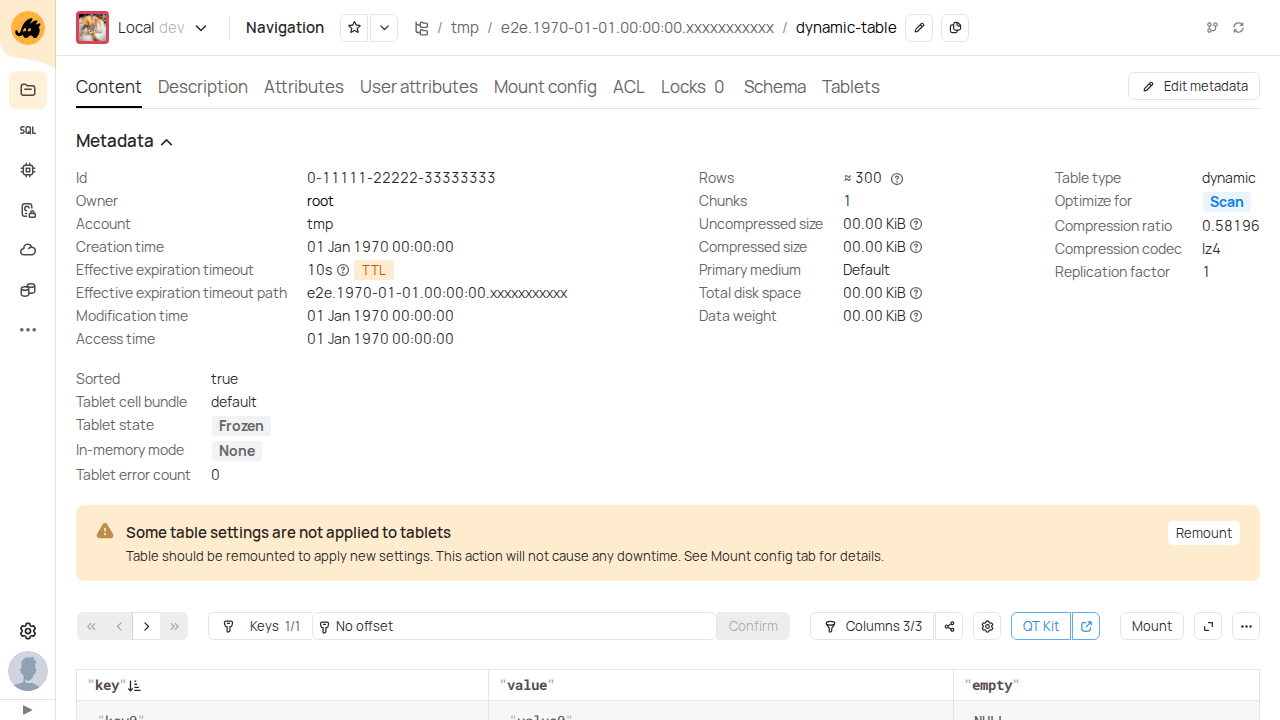 Local dev
Navigation
/ tmp / e2e.1970-01-01.00:00:00.xxxxxxxxxxx / dynamic-table
SQL
Content Description Attributes User attributes Mount config ACL Locks 0 Schema Tablets
Edit metadata
Metadata
Id 0-11111-22222-33333333
Owner root
Account tmp
Creation time 01 Jan 1970 00:00:00
Effective expiration timeout 10s TTL
Effective expiration timeout path e2e.1970-01-01.00:00:00.xxxxxxxxxxx
Modification time 01 Jan 1970 00:00:00
Access time 01 Jan 1970 00:00:00
Rows ≈ 300
Chunks 1
Uncompressed size 00.00 KiB
Compressed size 00.00 KiB
Primary medium Default
Total disk space 00.00 KiB
Data weight 00.00 KiB
Table type dynamic
Optimize for Scan
Compression ratio 0.58196
Compression codec lz4
Replication factor 1
Sorted true
Tablet cell bundle default
Tablet state Frozen
In-memory mode None
Tablet error count 0
Some table settings are not applied to tablets
Table should be remounted to apply new settings. This action will not cause any downtime. See Mount config tab for details.
Remount
Keys 1/1 No offset Confirm Columns 3/3 QT Kit Mount
"key" "value" "empty"
"key0" "value0" NULL